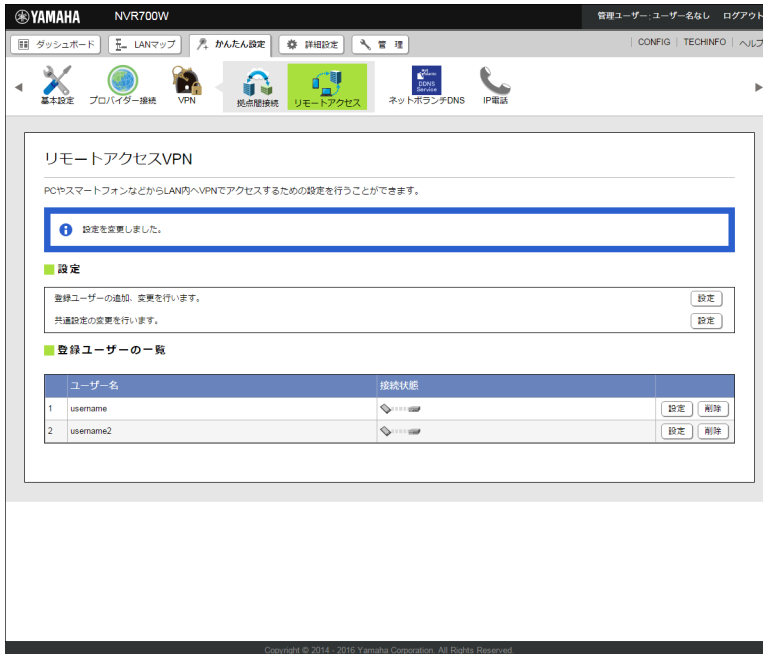 YAMAHA NVR700W 管理ユーザー:ユーザー名なし ログアウト
ダッシュボード LANマップ かんたん設定 詳細設定 管 理 CONFIG TECHINFO ヘルプ
基本設定 プロバイダー接続 VPN 拠点間接続 リモートアクセス Net Volante DDNS Service ネットボランチDNS IP電話
リモートアクセスVPN
PCやスマートフォンなどからLAN内へVPNでアクセスするための設定を行うことができます。
設定を変更しました。
設定
登録ユーザーの追加、変更を行います。 設定
共通設定の変更を行います。 設定
登録ユーザーの一覧
ユーザー名 接続状態
1 username 設定 削除
2 username2 設定 削除
Copyright © 2014 - 2016 Yamaha Corporation. All Rights Reserved.